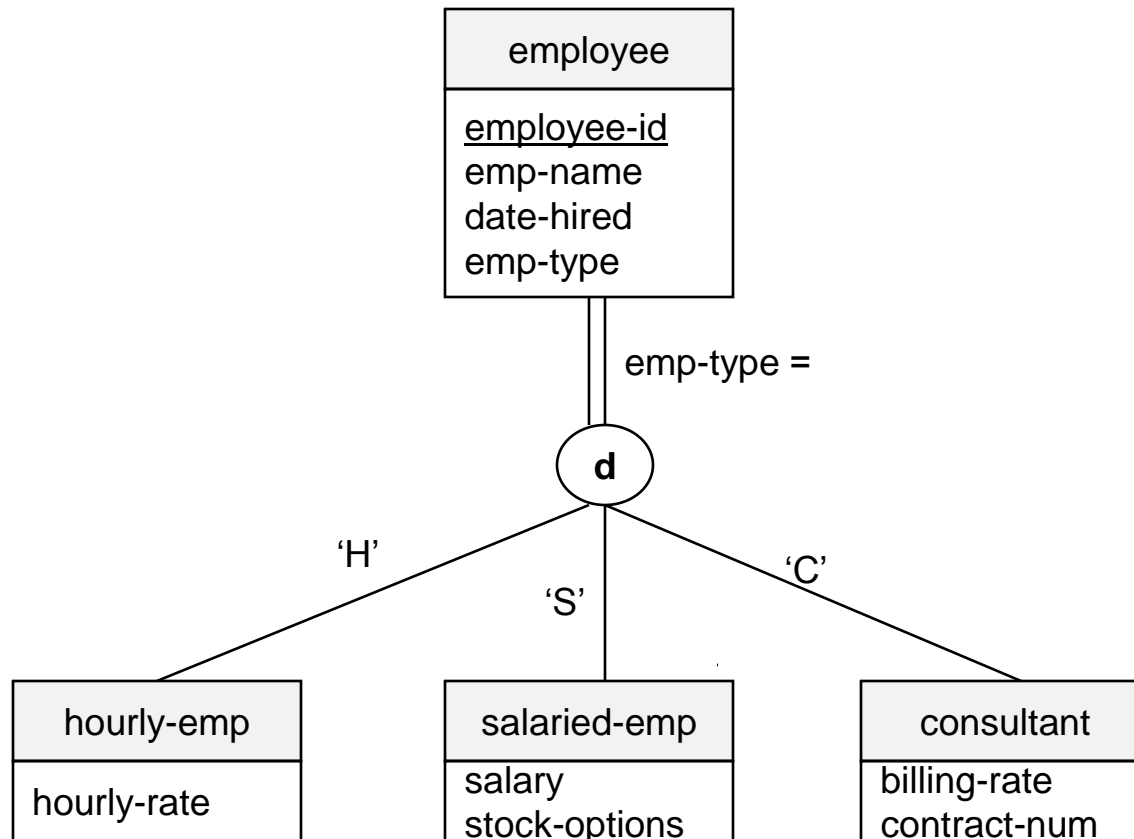 employee
employee-id
emp-name
date-hired
emp-type
emp-type =
d
‘H’
‘S’
‘C’
hourly-emp
hourly-rate
salaried-emp
salary
stock-options
consultant
billing-rate
contract-num